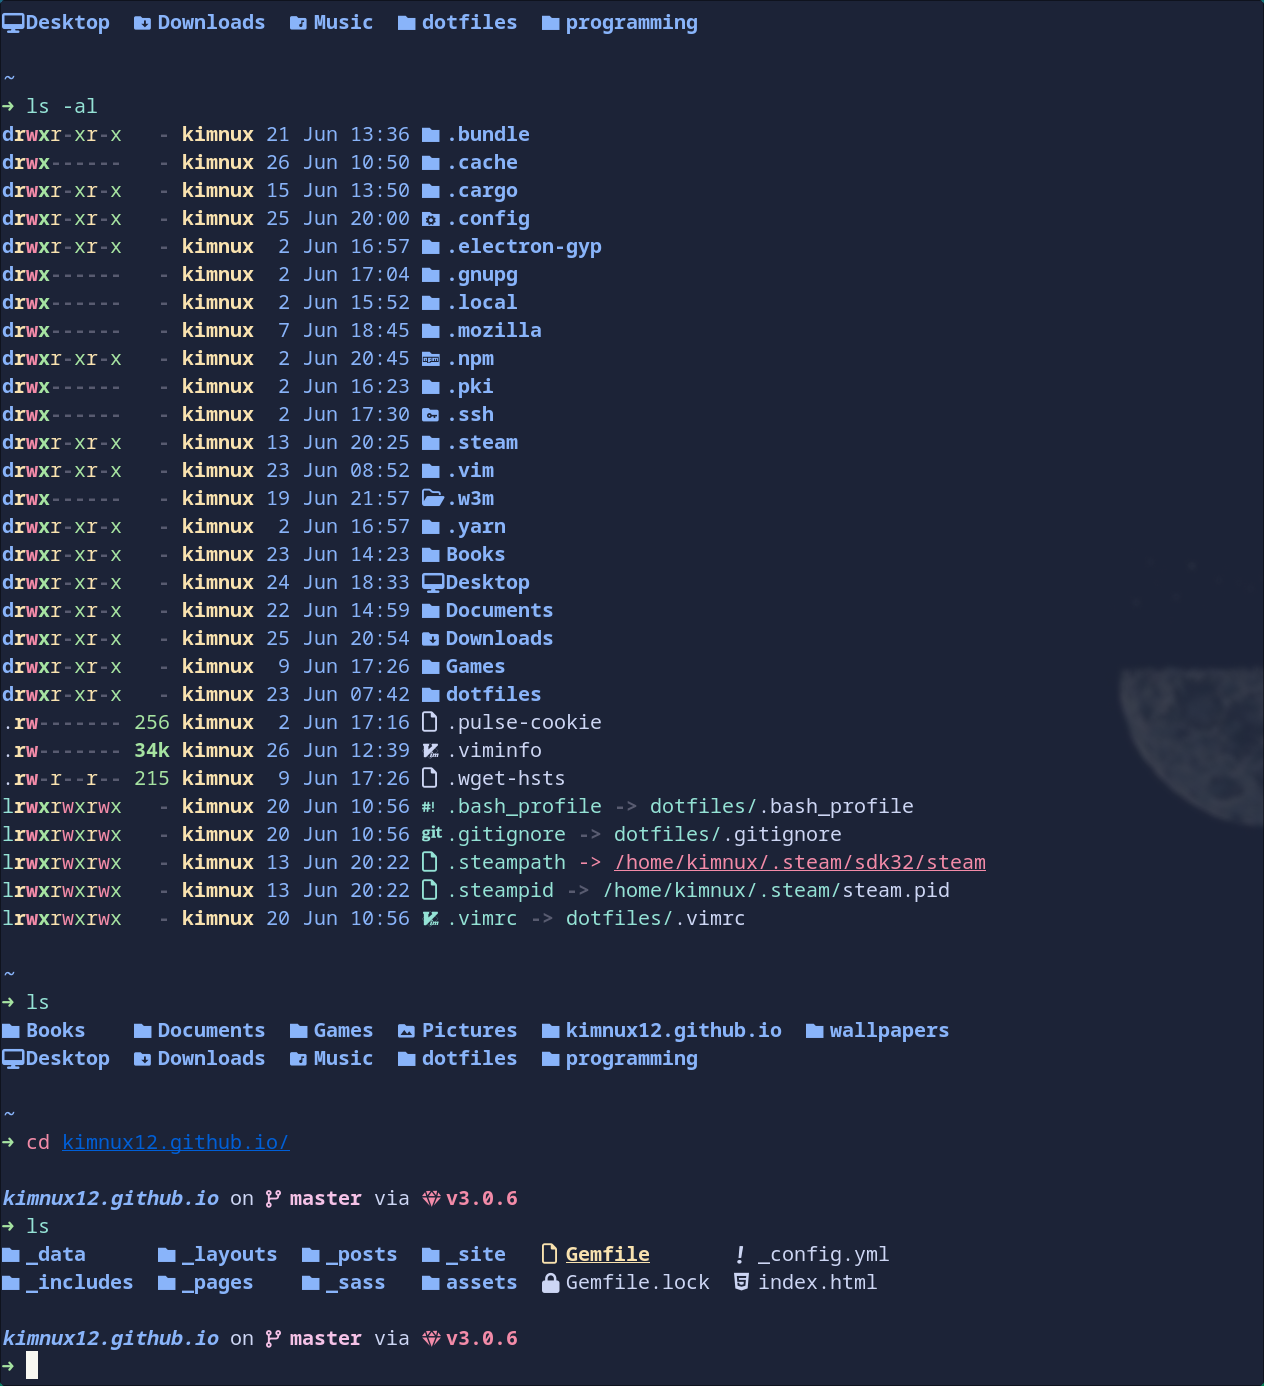 Desktop Downloads Music dotfiles programming
~
➜ ls -al
drwxr-xr-x - kimnux 21 Jun 13:36 .bundle
drwx------ - kimnux 26 Jun 10:50 .cache
drwxr-xr-x - kimnux 15 Jun 13:50 .cargo
drwxr-xr-x - kimnux 25 Jun 20:00 .config
drwxr-xr-x - kimnux 2 Jun 16:57 .electron-gyp
drwx------ - kimnux 2 Jun 17:04 .gnupg
drwx------ - kimnux 2 Jun 15:52 .local
drwx------ - kimnux 7 Jun 18:45 .mozilla
drwxr-xr-x - kimnux 2 Jun 20:45 .npm
drwx------ - kimnux 2 Jun 16:23 .pki
drwx------ - kimnux 2 Jun 17:30 .ssh
drwxr-xr-x - kimnux 13 Jun 20:25 .steam
drwxr-xr-x - kimnux 23 Jun 08:52 .vim
drwx------ - kimnux 19 Jun 21:57 .w3m
drwxr-xr-x - kimnux 2 Jun 16:57 .yarn
drwxr-xr-x - kimnux 23 Jun 14:23 Books
drwxr-xr-x - kimnux 24 Jun 18:33 Desktop
drwxr-xr-x - kimnux 22 Jun 14:59 Documents
drwxr-xr-x - kimnux 25 Jun 20:54 Downloads
drwxr-xr-x - kimnux 9 Jun 17:26 Games
drwxr-xr-x - kimnux 23 Jun 07:42 dotfiles
.rw------- 256 kimnux 2 Jun 17:16 .pulse-cookie
.rw------- 34k kimnux 26 Jun 12:39 .viminfo
.rw-r--r-- 215 kimnux 9 Jun 17:26 .wget-hsts
lrwxrwxrwx - kimnux 20 Jun 10:56 #! .bash_profile -> dotfiles/.bash_profile
lrwxrwxrwx - kimnux 20 Jun 10:56 git .gitignore -> dotfiles/.gitignore
lrwxrwxrwx - kimnux 13 Jun 20:22 .steampath -> /home/kimnux/.steam/sdk32/steam
lrwxrwxrwx - kimnux 13 Jun 20:22 .steampid -> /home/kimnux/.steam/steam.pid
lrwxrwxrwx - kimnux 20 Jun 10:56 .vimrc -> dotfiles/.vimrc
~
➜ ls
Books Documents Games Pictures kimnux12.github.io wallpapers
Desktop Downloads Music dotfiles programming
~
➜ cd kimnux12.github.io/
kimnux12.github.io on master via v3.0.6
➜ ls
_data _layouts _posts _site Gemfile ! _config.yml
_includes _pages _sass assets Gemfile.lock index.html
kimnux12.github.io on master via v3.0.6
➜